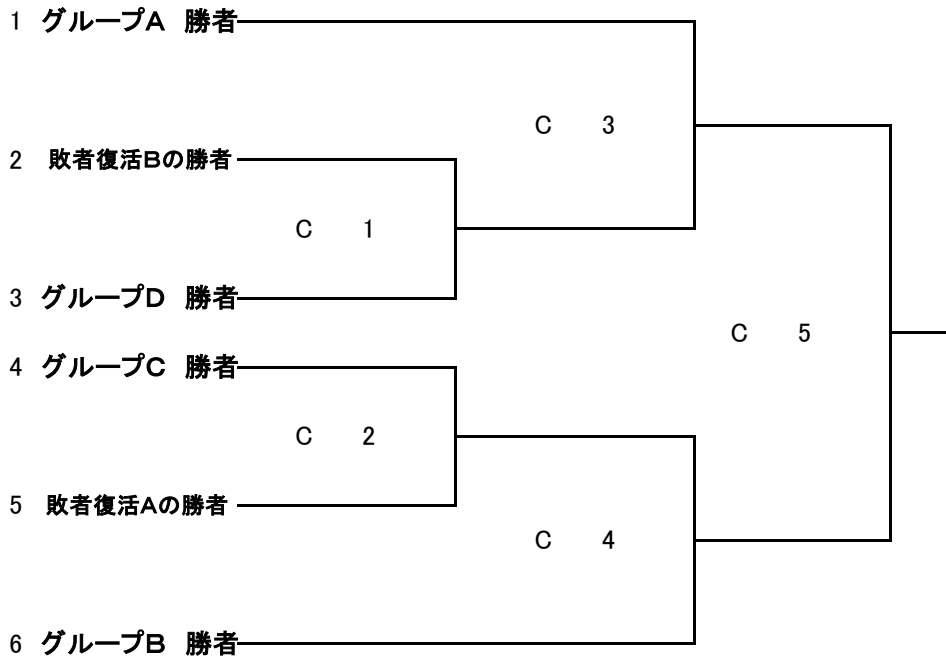 1 グループA 勝者
C 3
2 敗者復活Bの勝者
C 1
3 グループD 勝者
C 5
4 グループC 勝者
C 2
5 敗者復活Aの勝者
C 4
6 グループB 勝者